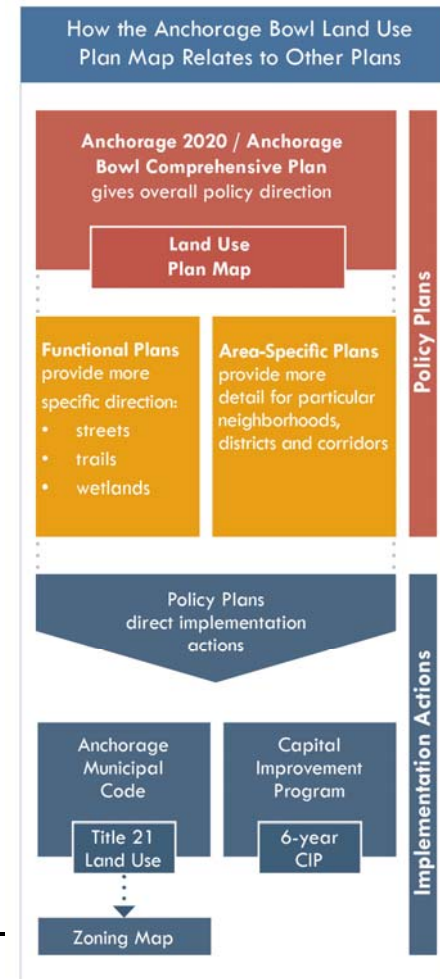 How the Anchorage Bowl Land Use
Plan Map Relates to Other Plans
Anchorage 2020 / Anchorage
Bowl Comprehensive Plan
gives overall policy direction
Land Use
Plan Map
Policy Plans
Functional Plans
provide more
specific direction:
• streets
• trails
• wetlands
Area-Specific Plans
provide more
detail for particular
neighborhoods,
districts and corridors
Policy Plans
direct implementation
actions
Implementation Actions
Anchorage
Municipal
Code
Title 21
Land Use
Capital
Improvement
Program
6-year
CIP
Zoning Map